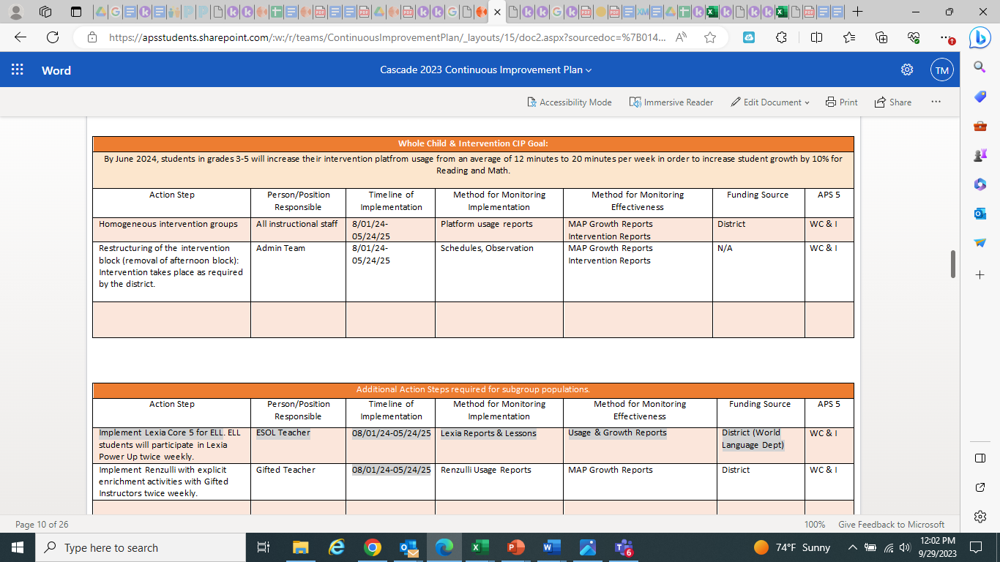 https://apsstudents.sharepoint.com/:w:/r/teams/ContinuousImprovementPlan/_layouts/15/doc2.aspx?sourcedoc=%7B014...
Word
Cascade 2023 Continuous Improvement Plan
TM
Accessibility Mode
Immersive Reader
Edit Document
Print
Share
Whole Child & Intervention CIP Goal:
By June 2024, students in grades 3-5 will increase their intervention platfrom usage from an average of 12 minutes to 20 minutes per week in order to increase student growth by 10% for
Reading and Math.
Action Step
Person/Position
Responsible
Timeline of
Implementation
Method for Monitoring
Implementation
Method for Monitoring
Effectiveness
Funding Source
APS 5
Homogeneous intervention groups
All instructional staff
8/01/24-
05/24/25
Platform usage reports
MAP Growth Reports
Intervention Reports
District
WC & I
Restructuring of the intervention
block (removal of afternoon block):
Intervention takes place as required
by the district.
Admin Team
8/01/24-
05/24/25
Schedules, Observation
MAP Growth Reports
Intervention Reports
N/A
WC & I
Additional Action Steps required for subgroup populations.
Action Step
Person/Position
Responsible
Timeline of
Implementation
Method for Monitoring
Implementation
Method for Monitoring
Effectiveness
Funding Source
APS 5
Implement Lexia Core 5 for ELL. ELL
students will participate in Lexia
Power Up twice weekly.
ESOL Teacher
08/01/24-05/24/25
Lexia Reports & Lessons
Usage & Growth Reports
District (World
Language Dept)
WC & I
Implement Renzulli with explicit
enrichment activities with Gifted
Instructors twice weekly.
Gifted Teacher
08/01/24-05/24/25
Renzulli Usage Reports
MAP Growth Reports
District
WC & I
Page 10 of 26
100%
Give Feedback to Microsoft
Type here to search
6
74°F Sunny
12:02 PM
9/29/2023